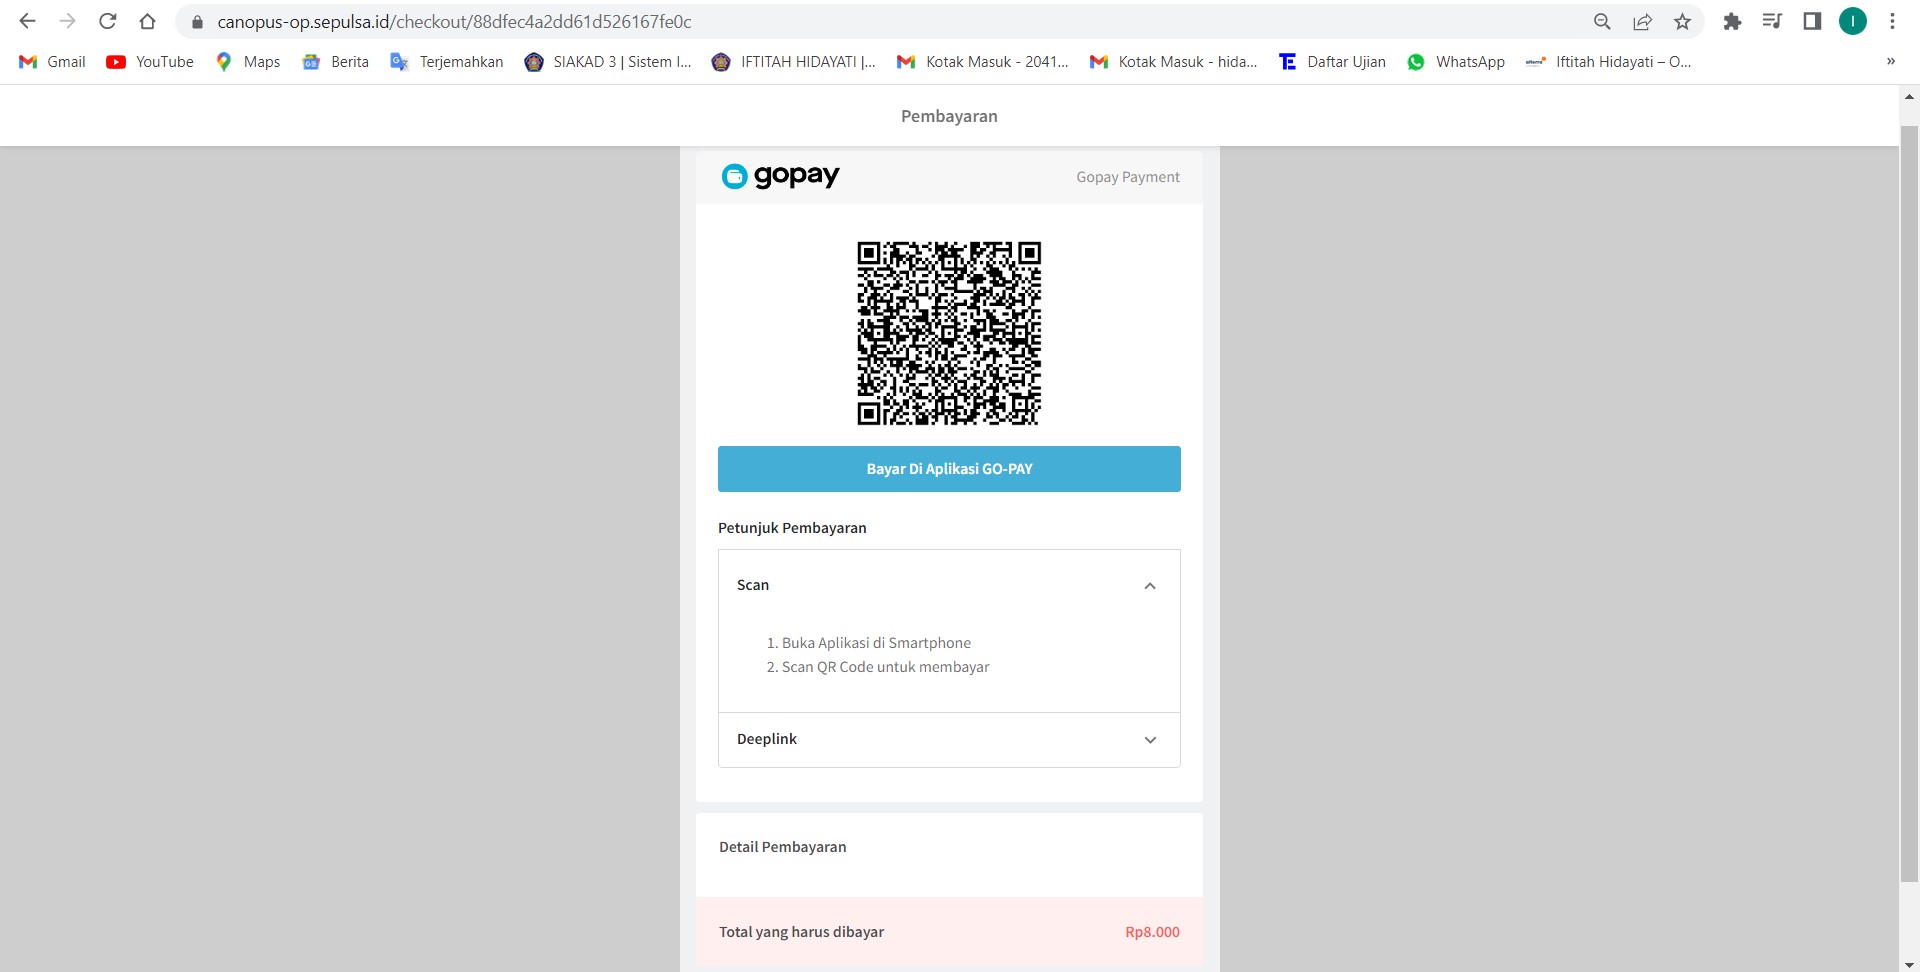 canopus-op.sepulsa.id/checkout/88dfec4a2dd61d526167fe0c
I
Gmail YouTube Maps Berita Terjemahkan SIAKAD 3 | Sistem I... IFTITAH HIDAYATI |... Kotak Masuk - 2041... Kotak Masuk - hida... Daftar Ujian WhatsApp Iftitah Hidayati – O... »
Pembayaran
gopay Gopay Payment
Bayar Di Aplikasi GO-PAY
Petunjuk Pembayaran
Scan
1. Buka Aplikasi di Smartphone
2. Scan QR Code untuk membayar
Deeplink
Detail Pembayaran
Total yang harus dibayar Rp8.000